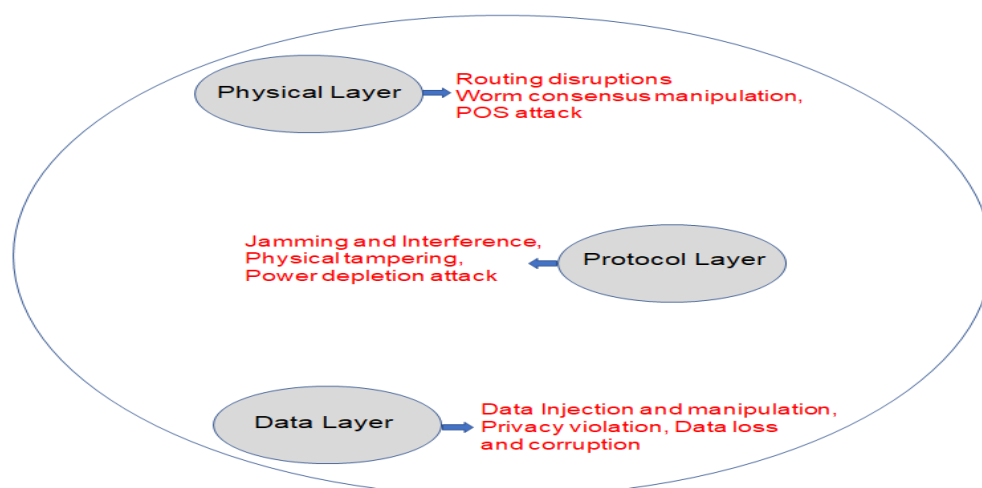 Physical Layer
Routing disruptions
Worm consensus manipulation,
POS attack
Jamming and Interference,
Physical tampering,
Power depletion attack
Protocol Layer
Data Layer
Data Injection and manipulation,
Privacy violation, Data loss
and corruption